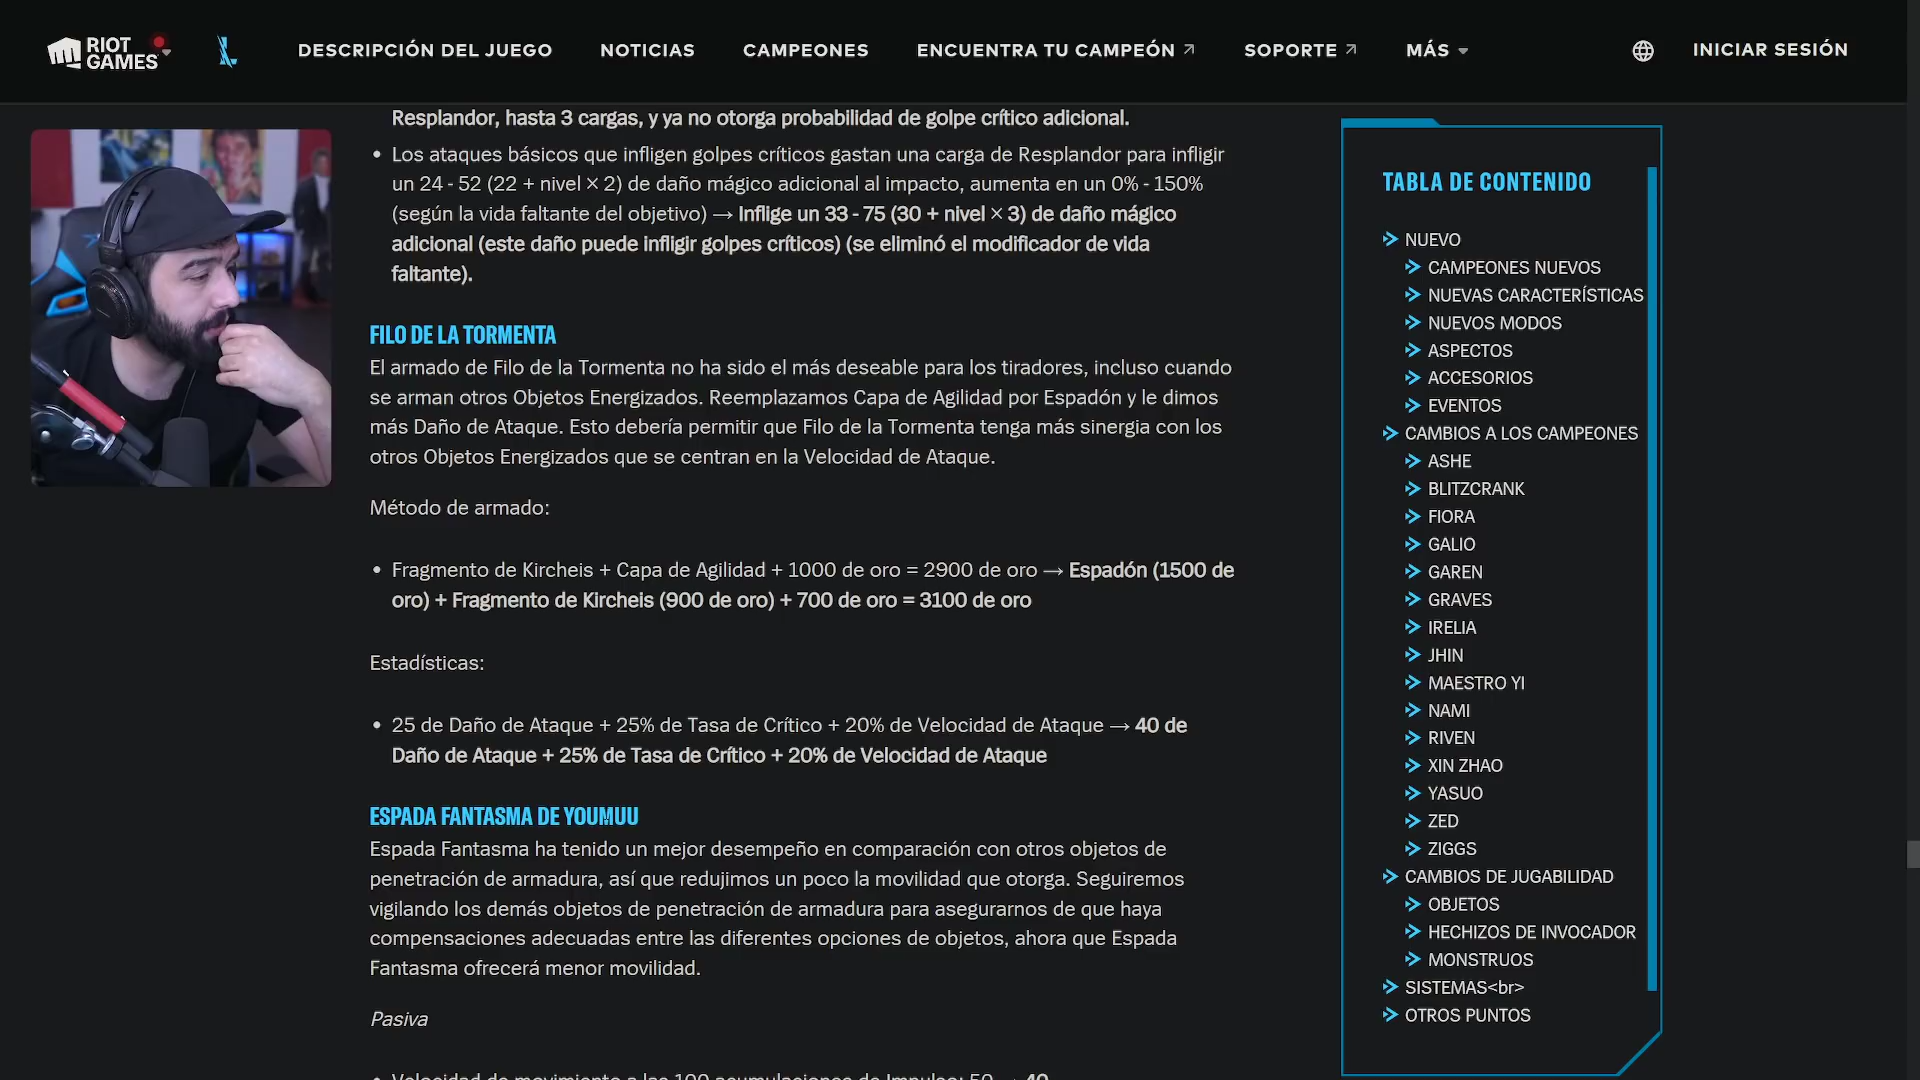 RIOT
GAMES
DESCRIPCIÓN DEL JUEGO
NOTICIAS
CAMPEONES
ENCUENTRA TU CAMPEÓN
SOPORTE
MÁS
INICIAR SESIÓN
Resplandor, hasta 3 cargas, y ya no otorga probabilidad de golpe crítico adicional.
• Los ataques básicos que infligen golpes críticos gastan una carga de Resplandor para infligir
un 24 - 52 (22 + nivel × 2) de daño mágico adicional al impacto, aumenta en un 0% - 150%
(según la vida faltante del objetivo) → Inflige un 33 - 75 (30 + nivel × 3) de daño mágico
adicional (este daño puede infligir golpes críticos) (se eliminó el modificador de vida
faltante).
FILO DE LA TORMENTA
El armado de Filo de la Tormenta no ha sido el más deseable para los tiradores, incluso cuando
se arman otros Objetos Energizados. Reemplazamos Capa de Agilidad por Espadón y le dimos
más Daño de Ataque. Esto debería permitir que Filo de la Tormenta tenga más sinergia con los
otros Objetos Energizados que se centran en la Velocidad de Ataque.
Método de armado:
• Fragmento de Kircheis + Capa de Agilidad + 1000 de oro = 2900 de oro → Espadón (1500 de
oro) + Fragmento de Kircheis (900 de oro) + 700 de oro = 3100 de oro
Estadísticas:
• 25 de Daño de Ataque + 25% de Tasa de Crítico + 20% de Velocidad de Ataque → 40 de
Daño de Ataque + 25% de Tasa de Crítico + 20% de Velocidad de Ataque
ESPADA FANTASMA DE YOUMUU
Espada Fantasma ha tenido un mejor desempeño en comparación con otros objetos de
penetración de armadura, así que redujimos un poco la movilidad que otorga. Seguiremos
vigilando los demás objetos de penetración de armadura para asegurarnos de que haya
compensaciones adecuadas entre las diferentes opciones de objetos, ahora que Espada
Fantasma ofrecerá menor movilidad.
Pasiva
• Velocidad de movimiento a las 100 acumulaciones de Impulso: 50 → 40
TABLA DE CONTENIDO
NUEVO
CAMPEONES NUEVOS
NUEVAS CARACTERÍSTICAS
NUEVOS MODOS
ASPECTOS
ACCESORIOS
EVENTOS
CAMBIOS A LOS CAMPEONES
ASHE
BLITZCRANK
FIORA
GALIO
GAREN
GRAVES
IRELIA
JHIN
MAESTRO YI
NAMI
RIVEN
XIN ZHAO
YASUO
ZED
ZIGGS
CAMBIOS DE JUGABILIDAD
OBJETOS
HECHIZOS DE INVOCADOR
MONSTRUOS
SISTEMAS<br>
OTROS PUNTOS